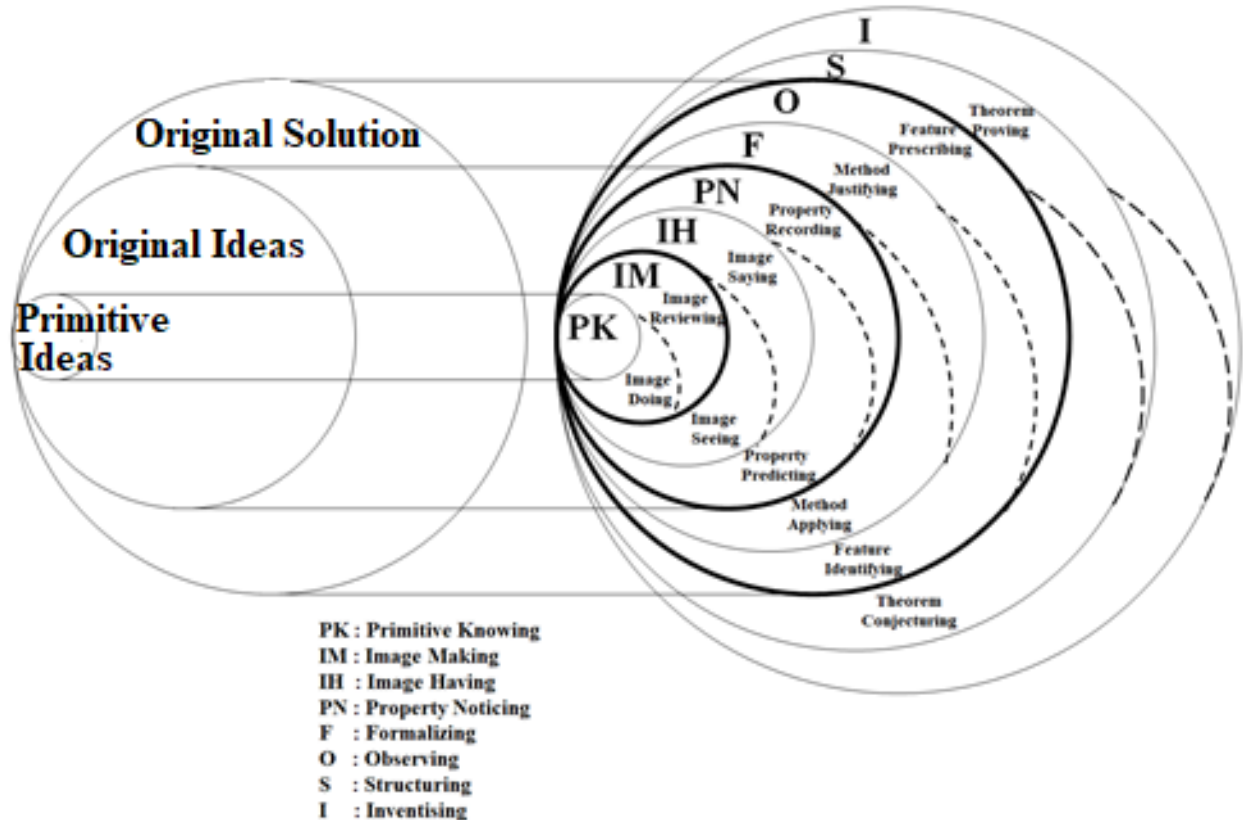 I
S
O
F
PN
IH
IM
PK
Original Solution
Original Ideas
Primitive
Ideas
Theorem
Proving
Feature
Prescribing
Method
Justifying
Property
Recording
Image
Saying
Image
Reviewing
Image
Doing
Image
Seeing
Property
Predicting
Method
Applying
Feature
Identifying
Theorem
Conjecturing
PK : Primitive Knowing
IM : Image Making
IH : Image Having
PN : Property Noticing
F : Formalizing
O : Observing
S : Structuring
I : Inventising